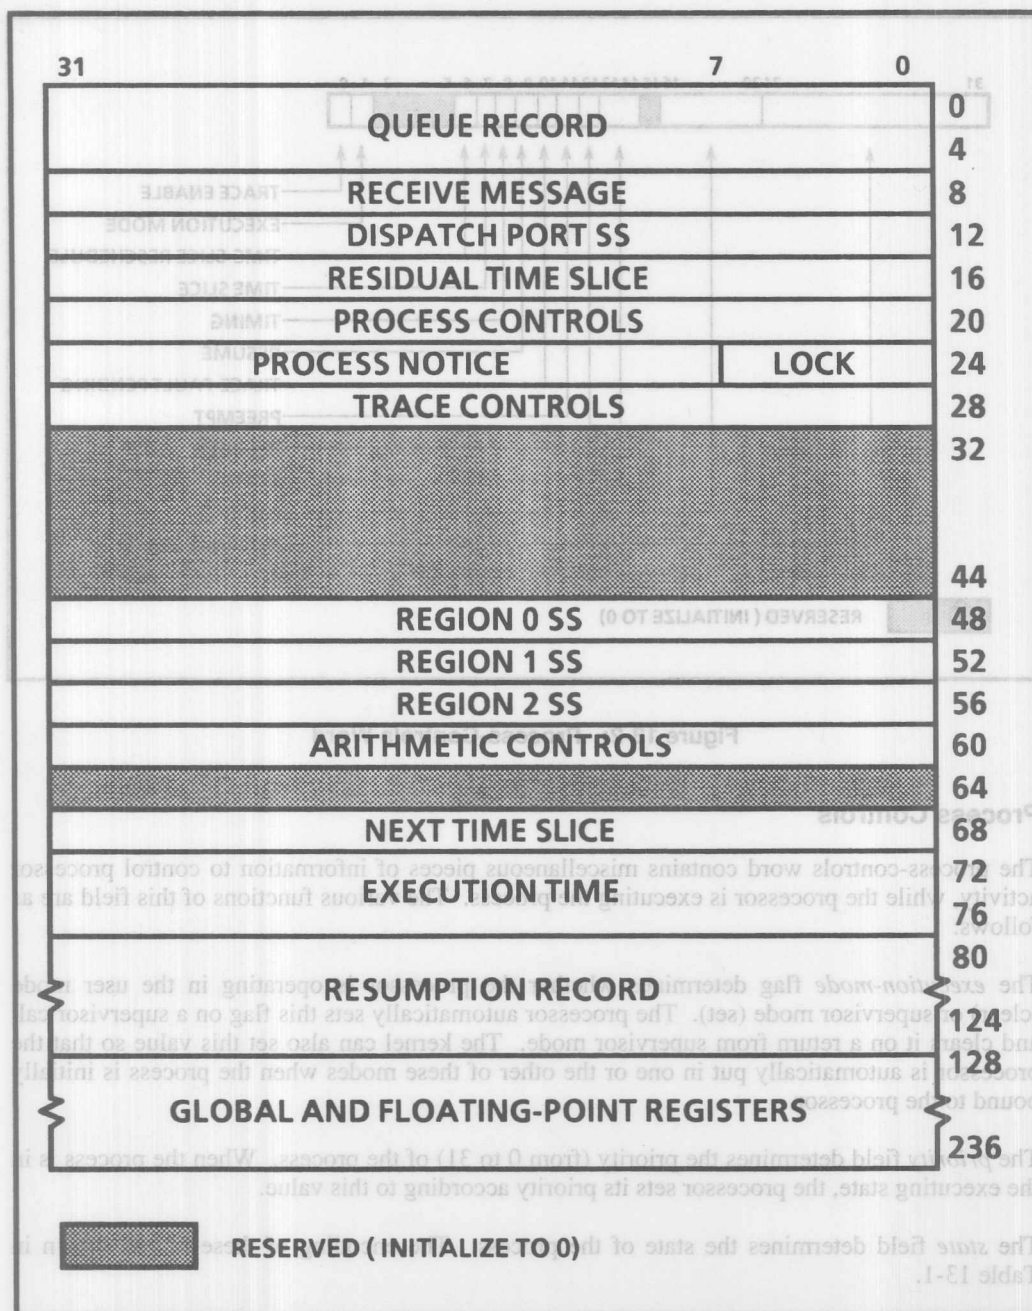 31 7 0
QUEUE RECORD 0
4
RECEIVE MESSAGE 8
DISPATCH PORT SS 12
RESIDUAL TIME SLICE 16
PROCESS CONTROLS 20
PROCESS NOTICE LOCK 24
TRACE CONTROLS 28
32
44
REGION 0 SS 48
REGION 1 SS 52
REGION 2 SS 56
ARITHMETIC CONTROLS 60
64
NEXT TIME SLICE 68
EXECUTION TIME 72
76
80
RESUMPTION RECORD
124
128
GLOBAL AND FLOATING-POINT REGISTERS
236
RESERVED (INITIALIZE TO 0)